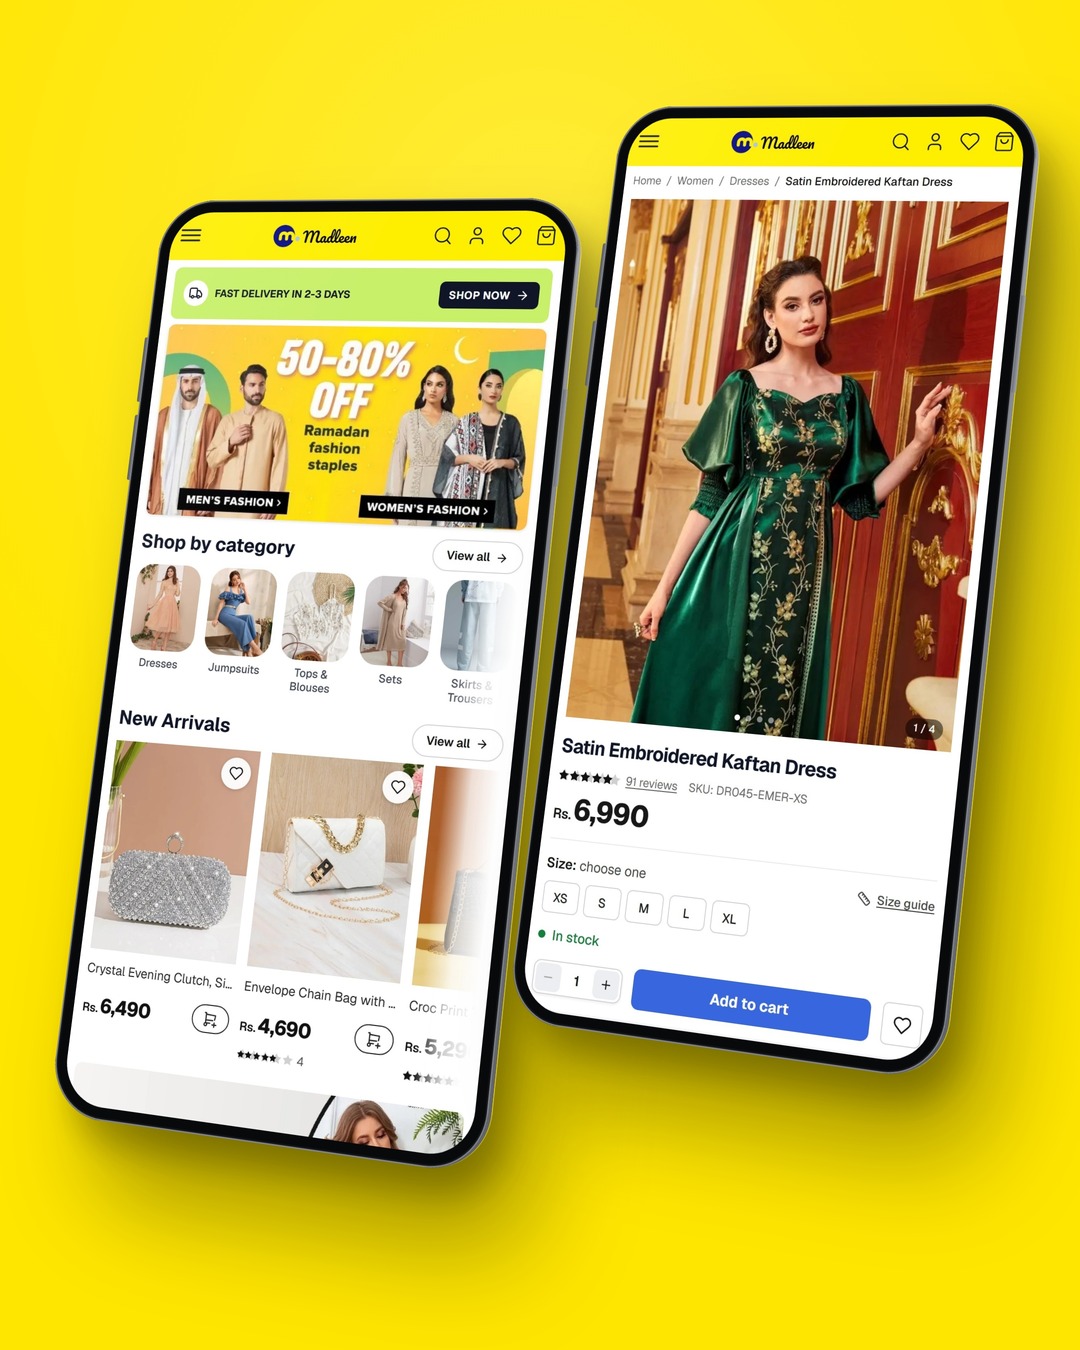 m Madleen
FAST DELIVERY IN 2-3 DAYS
SHOP NOW →
50-80%
OFF
Ramadan
fashion
staples
MEN'S FASHION ›
WOMEN'S FASHION ›
Shop by category
View all →
Dresses
Jumpsuits
Tops &
Blouses
Sets
Skirts &
Trousers
New Arrivals
View all →
Crystal Evening Clutch, Si...
Envelope Chain Bag with ...
Croc Print
Rs. 6,490
Rs. 4,690
Rs. 5,29
4
m Madleen
Home / Women / Dresses / Satin Embroidered Kaftan Dress
1 / 4
Satin Embroidered Kaftan Dress
91 reviews SKU: DR045-EMER-XS
Rs. 6,990
Size: choose one
Size guide
XS S M L XL
In stock
− 1 +
Add to cart